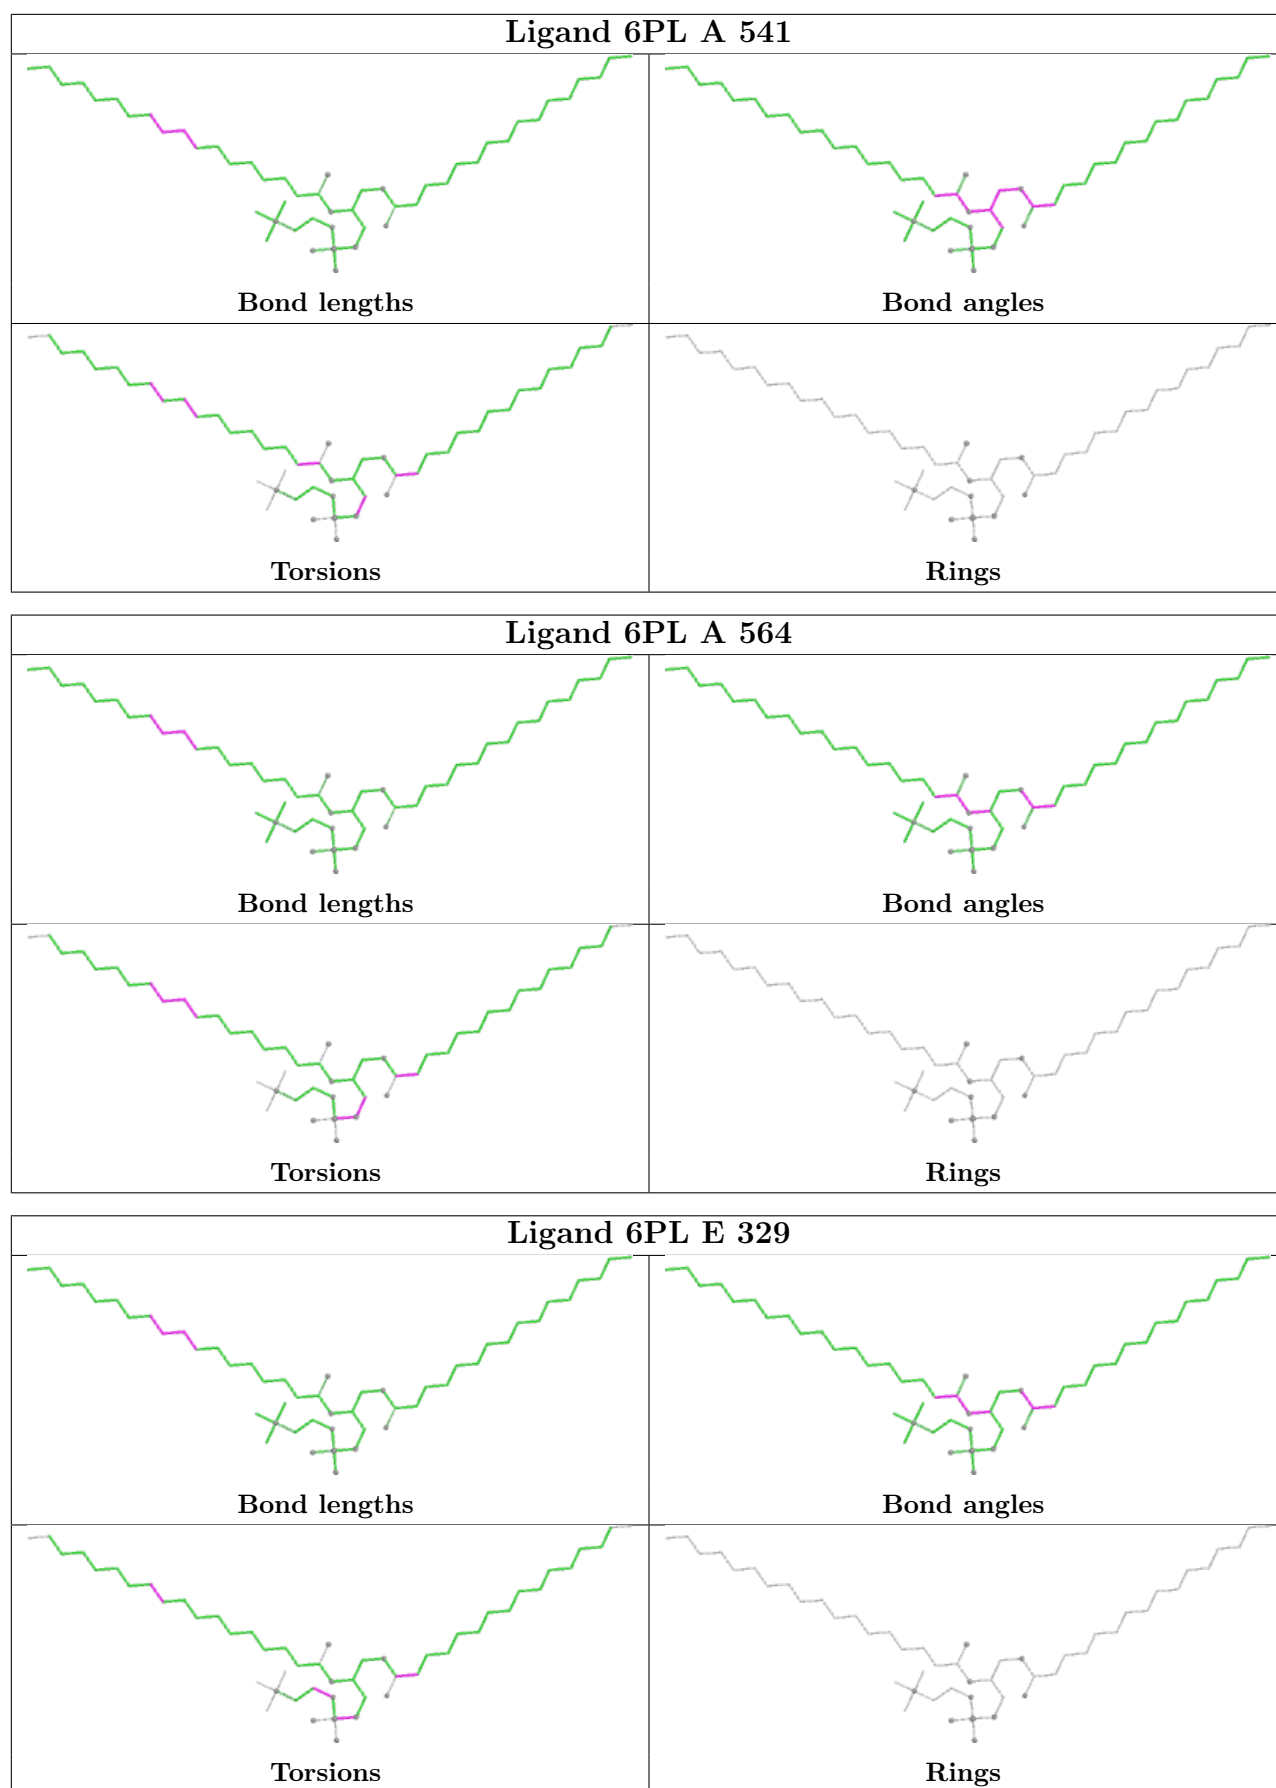 Ligand 6PL A 541
Bond lengths
Bond angles
Torsions
Rings
Ligand 6PL A 564
Bond lengths
Bond angles
Torsions
Rings
Ligand 6PL E 329
Bond lengths
Bond angles
Torsions
Rings